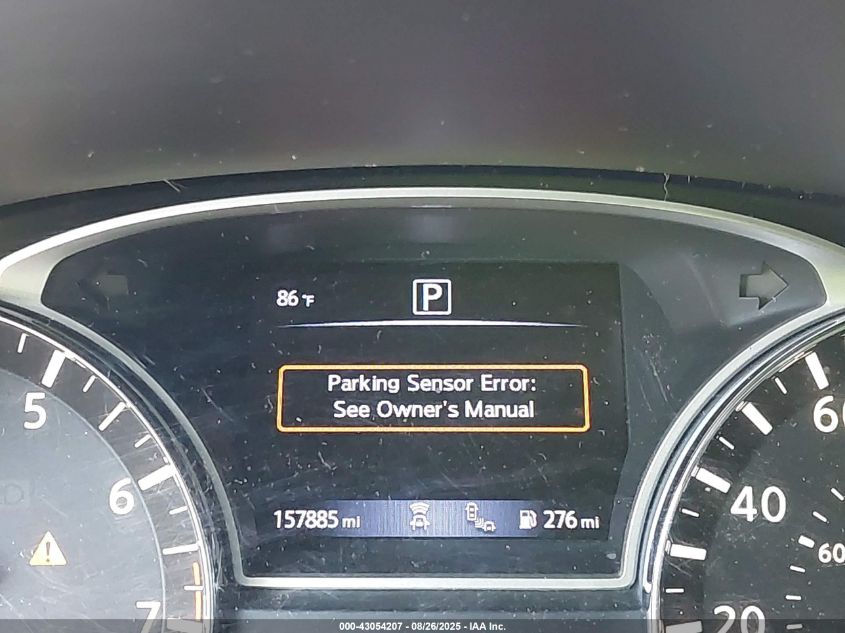 86°F
P
Parking Sensor Error:
See Owner's Manual
157885 mi
276 mi
5
6
7
60
40
60
20
000-43054207 - 08/26/2025 - IAA Inc.